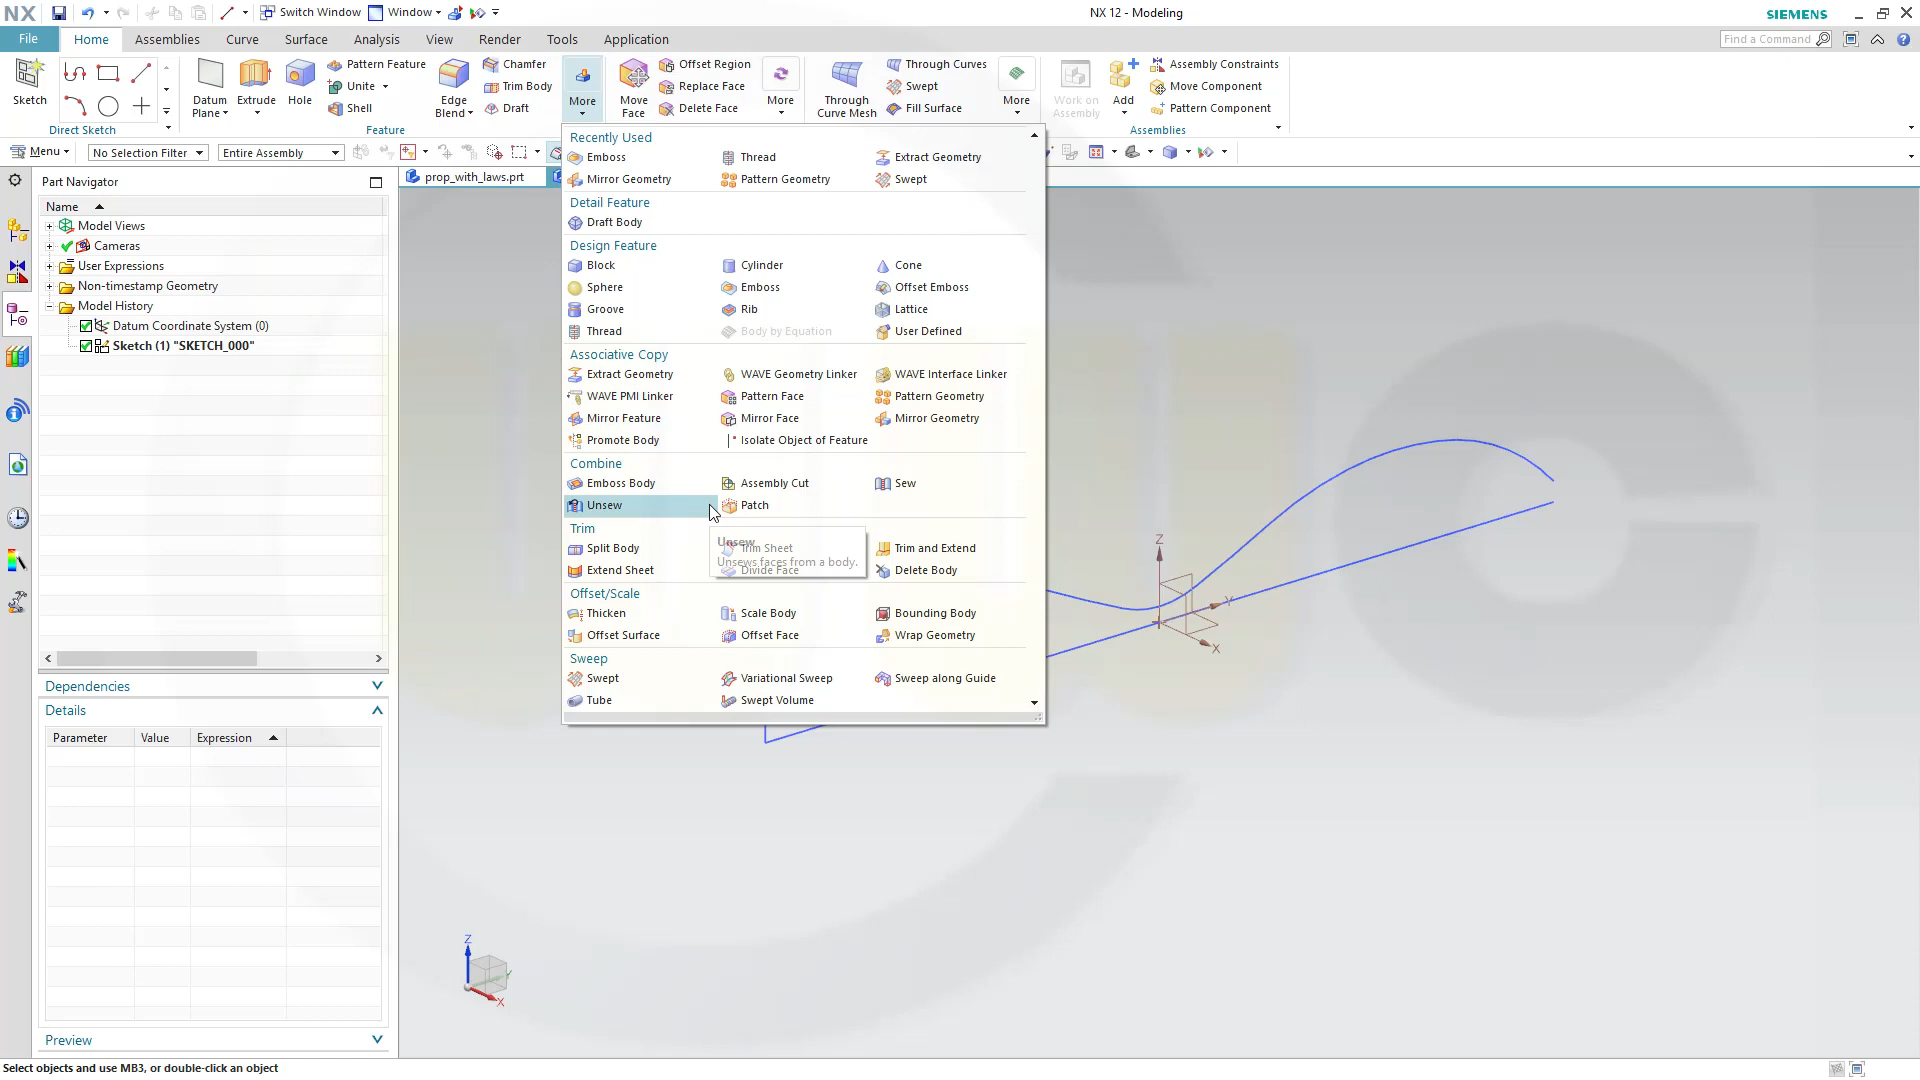 NX
Switch Window
Window
NX 12 - Modeling
SIEMENS
File
Home
Assemblies
Curve
Surface
Analysis
View
Render
Tools
Application
Find a Command
Sketch
Direct Sketch
Datum Plane
Extrude
Hole
Pattern Feature
Unite
Shell
Edge Blend
Chamfer
Trim Body
Draft
Feature
More
Move Face
Offset Region
Replace Face
Delete Face
More
Through Curve Mesh
Through Curves
Swept
Fill Surface
More
Work on Assembly
Add
Assembly Constraints
Move Component
Pattern Component
Assemblies
Menu
No Selection Filter
Entire Assembly
Part Navigator
prop_with_laws.prt
Name
Model Views
Cameras
User Expressions
Non-timestamp Geometry
Model History
Datum Coordinate System (0)
Sketch (1) "SKETCH_000"
Dependencies
Details
Parameter
Value
Expression
Preview
Recently Used
Emboss
Thread
Extract Geometry
Mirror Geometry
Pattern Geometry
Swept
Detail Feature
Draft Body
Design Feature
Block
Cylinder
Cone
Sphere
Emboss
Offset Emboss
Groove
Rib
Lattice
Thread
Body by Equation
User Defined
Associative Copy
Extract Geometry
WAVE Geometry Linker
WAVE Interface Linker
WAVE PMI Linker
Pattern Face
Pattern Geometry
Mirror Feature
Mirror Face
Mirror Geometry
Promote Body
Isolate Object of Feature
Combine
Emboss Body
Assembly Cut
Sew
Unsew
Patch
Trim
Split Body
Unsew
Trim Sheet
Trim and Extend
Unsews faces from a body.
Extend Sheet
Divide Face
Delete Body
Offset/Scale
Thicken
Scale Body
Bounding Body
Offset Surface
Offset Face
Wrap Geometry
Sweep
Swept
Variational Sweep
Sweep along Guide
Tube
Swept Volume
Z
Y
X
Z
Y
X
Select objects and use MB3, or double-click an object